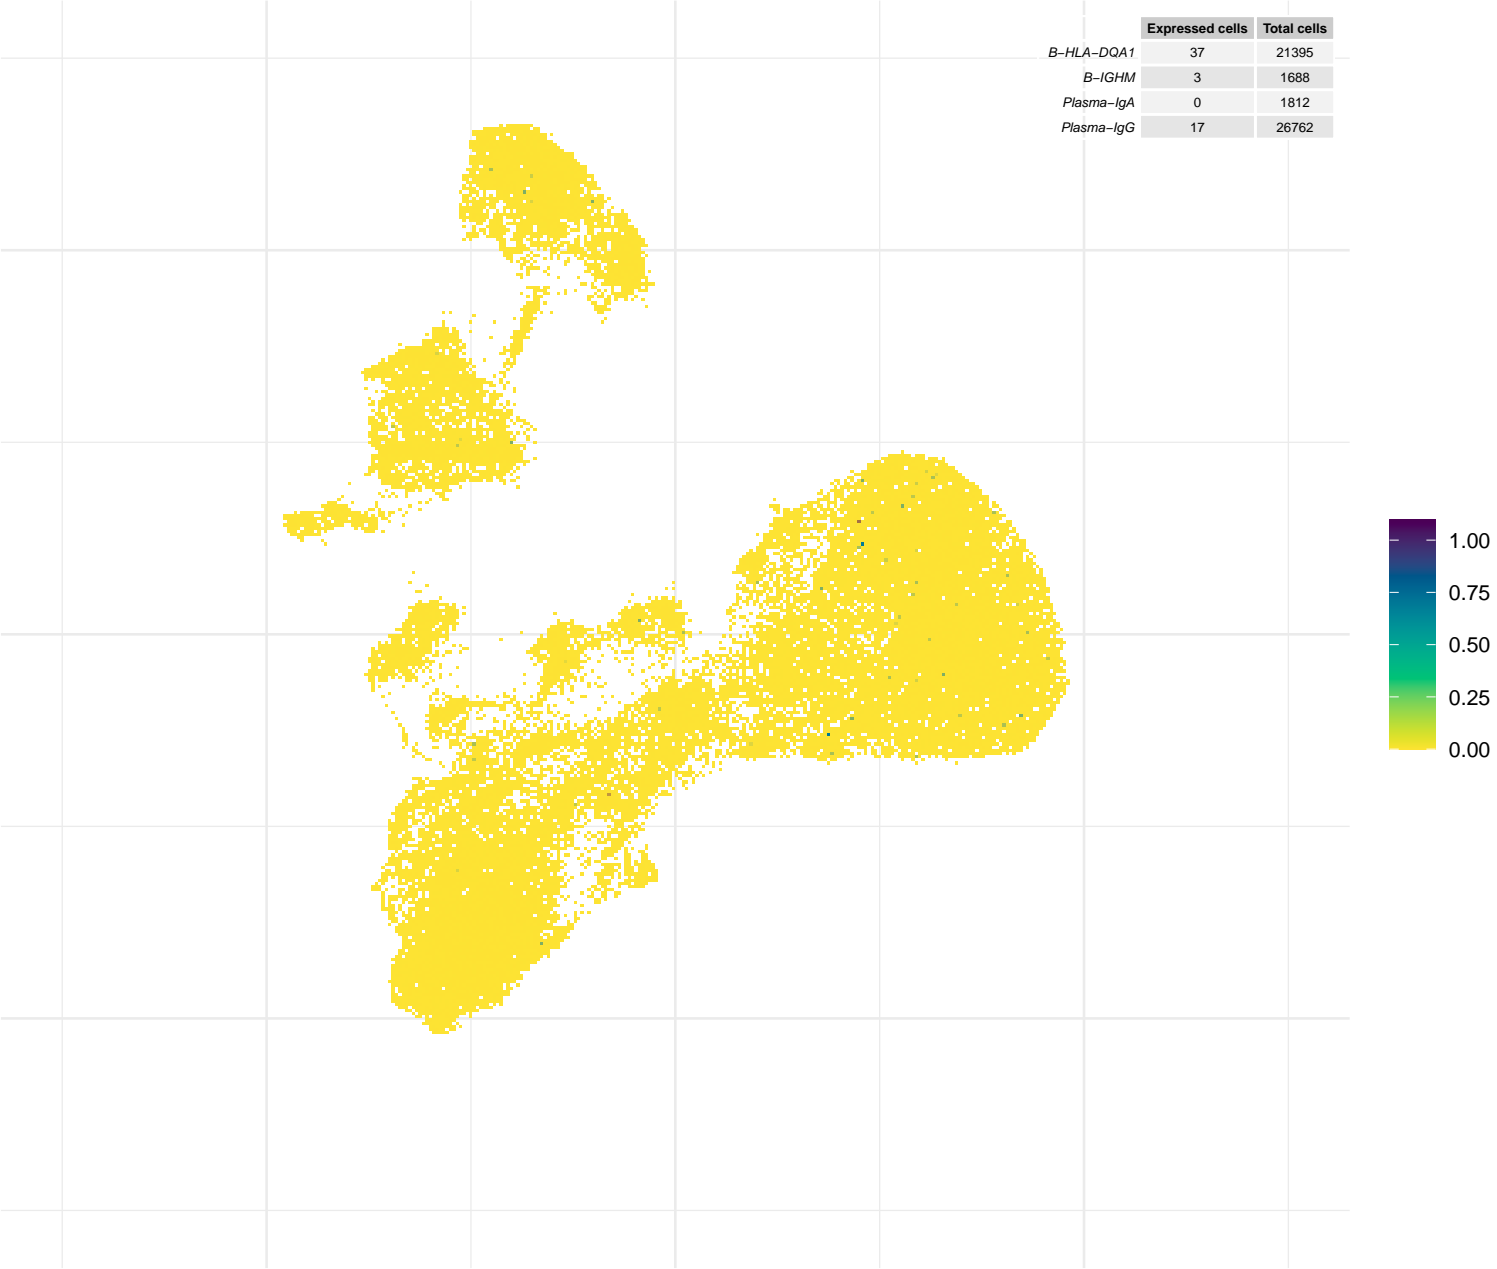 Expressed cells Total cells
B−HLA−DQA1 37 21395
B−IGHM 3 1688
Plasma−IgA 0 1812
Plasma−IgG 17 26762
1.00
0.75
0.50
0.25
0.00